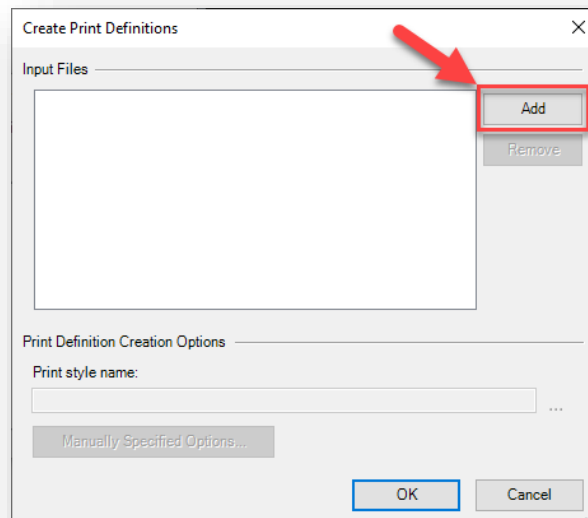 Create Print Definitions
Input Files
Add
Remove
Print Definition Creation Options
Print style name:
...
Manually Specified Options...
OK
Cancel